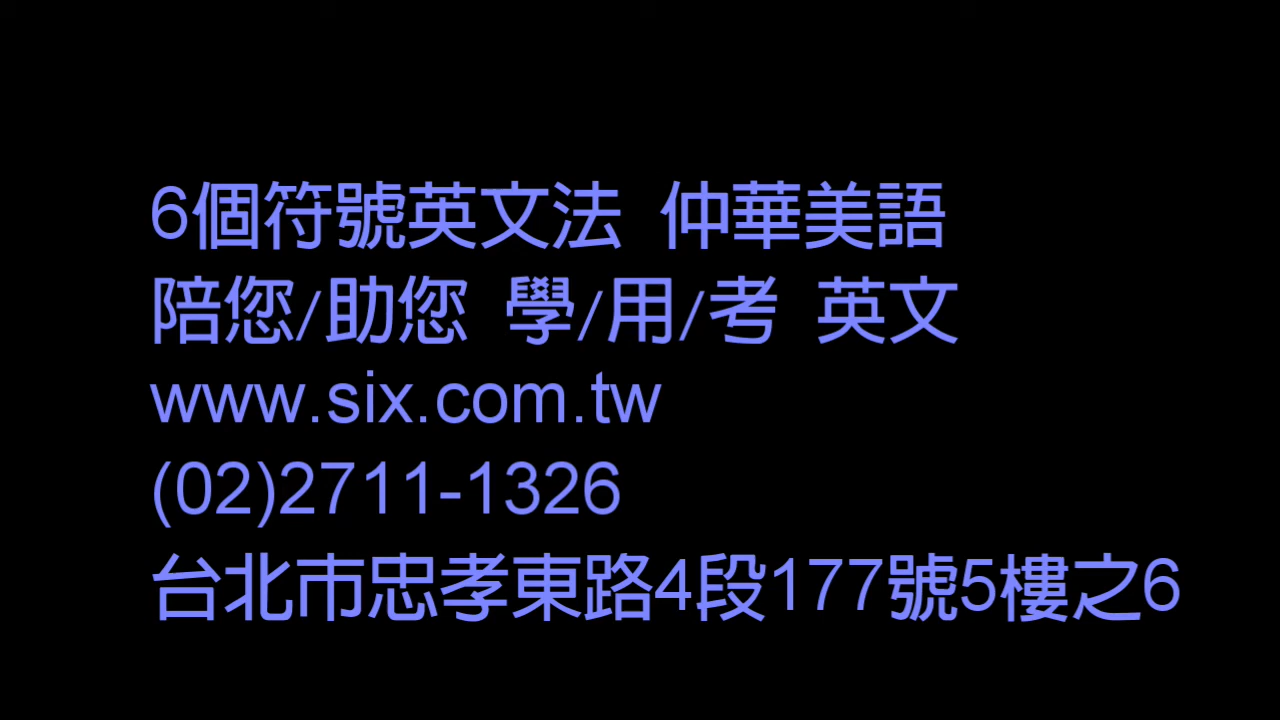 6個符號英文法 仲華美語
陪您/助您 學/用/考 英文
www.six.com.tw
(02)2711-1326
台北市忠孝東路4段177號5樓之6